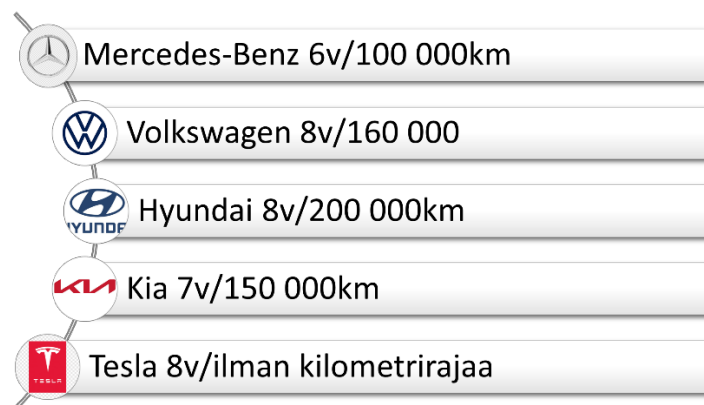 Mercedes-Benz 6v/100 000km
Volkswagen 8v/160 000
HYUNDAI
Hyundai 8v/200 000km
KIA
Kia 7v/150 000km
TESLA
Tesla 8v/ilman kilometrirajaa